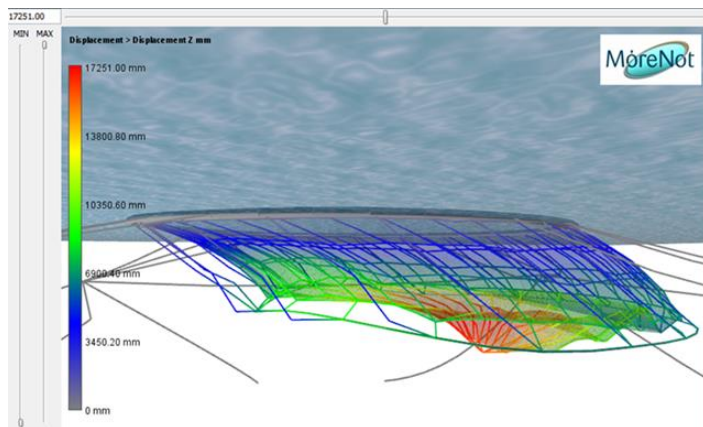 17251.00
MIN MAX
Displacement > Displacement Z mm
MøreNot
17251.00 mm
13800.80 mm
10350.60 mm
6900.40 mm
3450.20 mm
0 mm